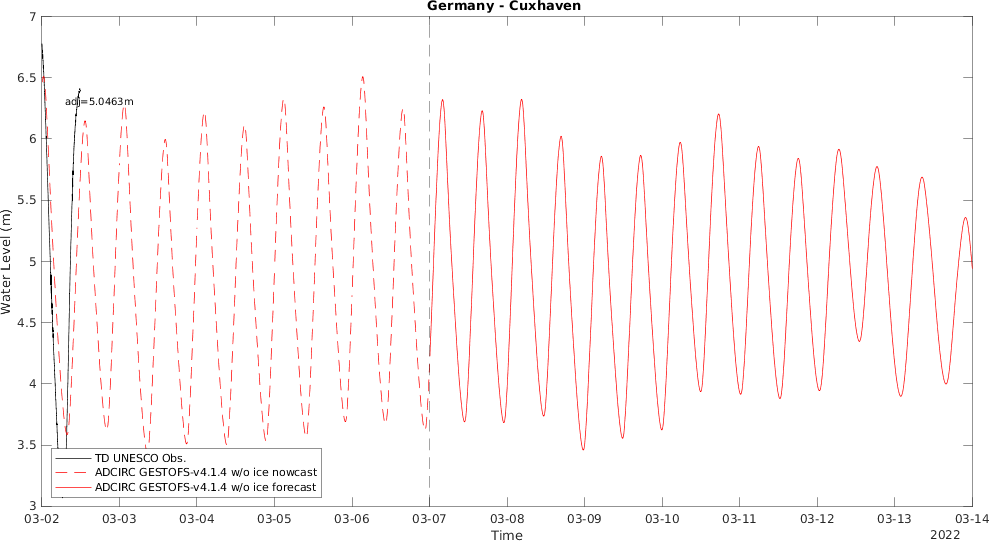 Germany - Cuxhaven
7
6.5
6
5.5
5
4.5
4
3.5
3
Water Level (m)
adj=5.0463m
TD UNESCO Obs.
ADCIRC GESTOFS-v4.1.4 w/o ice nowcast
ADCIRC GESTOFS-v4.1.4 w/o ice forecast
03-02 03-03 03-04 03-05 03-06 03-07 03-08 03-09 03-10 03-11 03-12 03-13 03-14
Time
2022